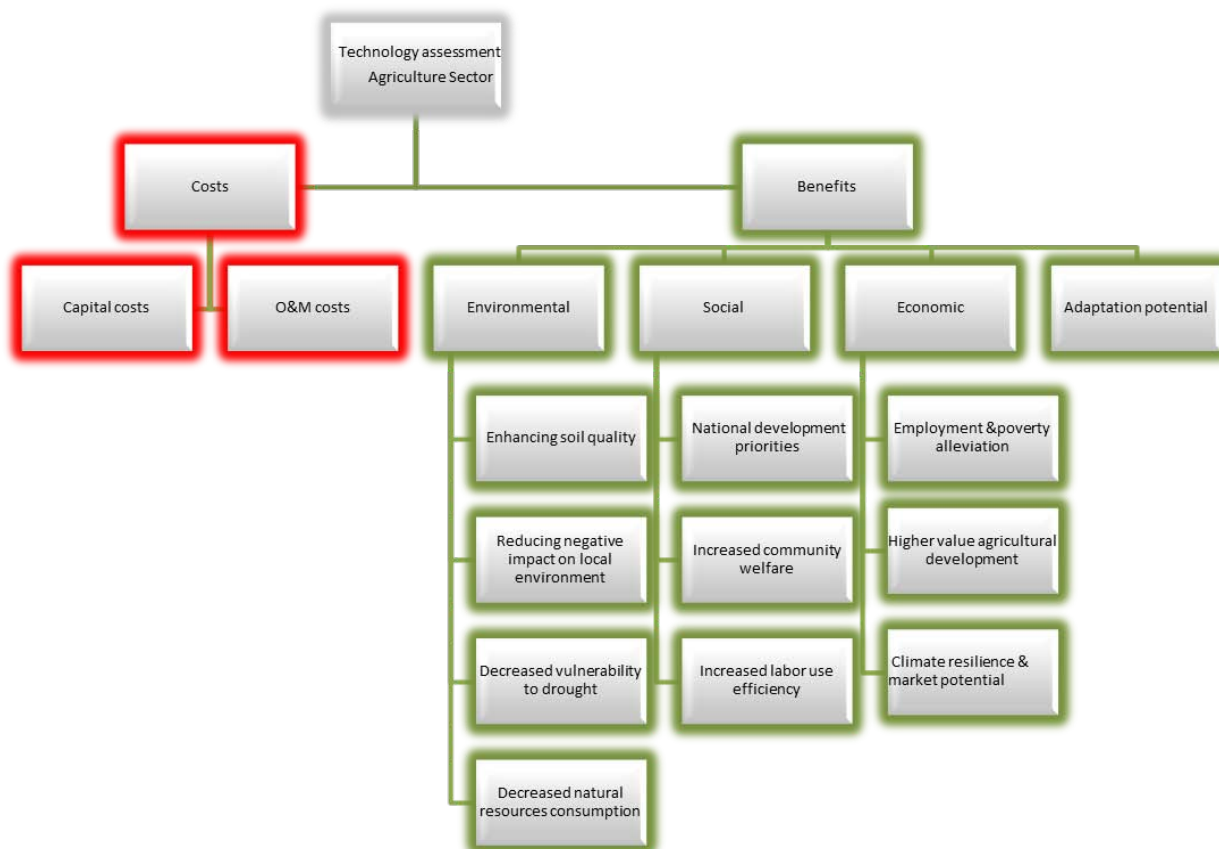 Technology assessment
Agriculture Sector
Costs
Benefits
Capital costs
O&M costs
Environmental
Social
Economic
Adaptation potential
Enhancing soil quality
National development
priorities
Employment &poverty
alleviation
Reducing negative
impact on local
environment
Increased community
welfare
Higher value agricultural
development
Decreased vulnerability
to drought
Increased labor use
efficiency
Climate resilience &
market potential
Decreased natural
resources consumption